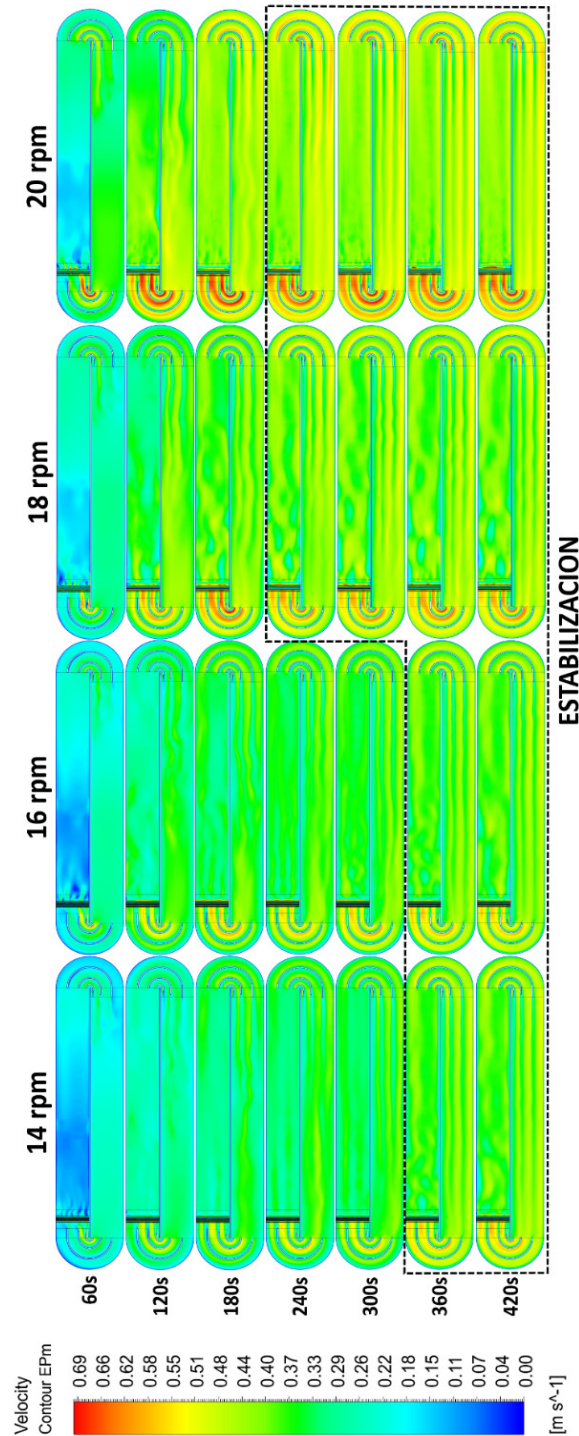 14 rpm
16 rpm
18 rpm
20 rpm
60s
120s
180s
240s
300s
360s
420s
ESTABILIZACION
Velocity
Contour EPm
0.69
0.66
0.62
0.58
0.55
0.51
0.48
0.44
0.40
0.37
0.33
0.29
0.26
0.22
0.18
0.15
0.11
0.07
0.04
0.00
[m s^-1]